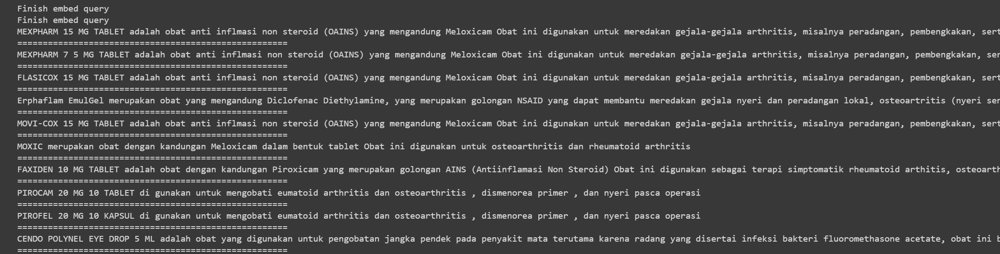 Finish embed query
Finish embed query
MEXPHARM 15 MG TABLET adalah obat anti inflmasi non steroid (OAINS) yang mengandung Meloxicam Obat ini digunakan untuk meredakan gejala-gejala arthritis, misalnya peradangan, pembengkakan, sert
=====================================================
MEXPHARM 7 5 MG TABLET adalah obat anti inflmasi non steroid (OAINS) yang mengandung Meloxicam Obat ini digunakan untuk meredakan gejala-gejala arthritis, misalnya peradangan, pembengkakan, ser
=====================================================
FLASICOX 15 MG TABLET adalah obat anti inflmasi non steroid (OAINS) yang mengandung Meloxicam Obat ini digunakan untuk meredakan gejala-gejala arthritis, misalnya peradangan, pembengkakan, sert
=====================================================
Erphaflam EmulGel merupakan obat yang mengandung Diclofenac Diethylamine, yang merupakan golongan NSAID yang dapat membantu meredakan gejala nyeri dan peradangan lokal, osteoartritis (nyeri sen
=====================================================
MOVI-COX 15 MG TABLET adalah obat anti inflmasi non steroid (OAINS) yang mengandung Meloxicam Obat ini digunakan untuk meredakan gejala-gejala arthritis, misalnya peradangan, pembengkakan, sert
=====================================================
MOXIC merupakan obat dengan kandungan Meloxicam dalam bentuk tablet Obat ini digunakan untuk osteoarthritis dan rheumatoid arthritis
=====================================================
FAXIDEN 10 MG TABLET adalah obat dengan kandungan Piroxicam yang merupakan golongan AINS (Antiinflamasi Non Steroid) Obat ini digunakan sebagai terapi simptomatik rheumatoid arthitis, osteoarth
=====================================================
PIROCAM 20 MG 10 TABLET di gunakan untuk mengobati eumatoid arthritis dan osteoarthritis , dismenorea primer , dan nyeri pasca operasi
=====================================================
PIROFEL 20 MG 10 KAPSUL di gunakan untuk mengobati eumatoid arthritis dan osteoarthritis , dismenorea primer , dan nyeri pasca operasi
=====================================================
CENDO POLYNEL EYE DROP 5 ML adalah obat yang digunakan untuk pengobatan jangka pendek pada penyakit mata terutama karena radang yang disertai infeksi bakteri fluoromethasone acetate, obat ini b
=====================================================